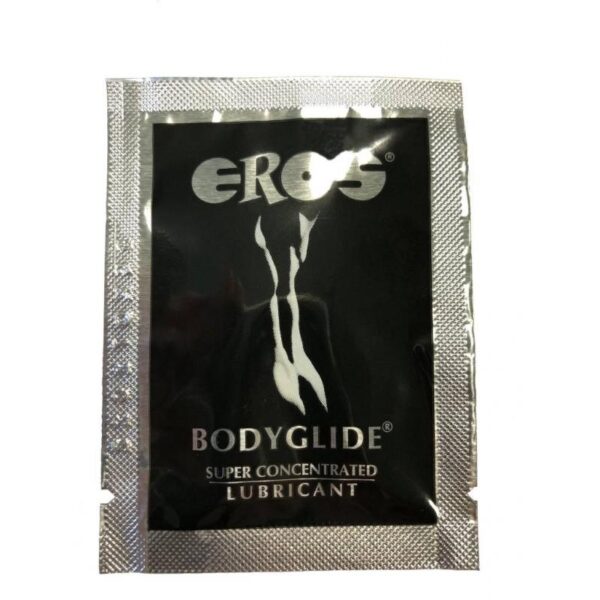 eROS®
BODYGLIDE®
SUPER CONCENTRATED
LUBRICANT